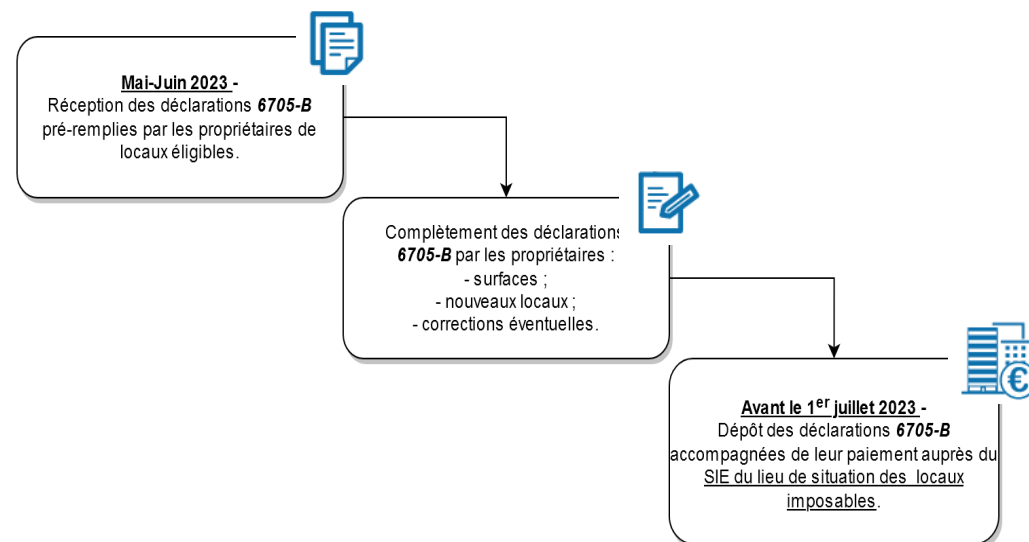 Mai-Juin 2023 -
Réception des déclarations 6705-B
pré-remplies par les propriétaires de
locaux éligibles.
Complètement des déclarations
6705-B par les propriétaires :
- surfaces ;
- nouveaux locaux ;
- corrections éventuelles.
Avant le 1er juillet 2023 -
Dépôt des déclarations 6705-B
accompagnées de leur paiement auprès du
SIE du lieu de situation des locaux
imposables.
€